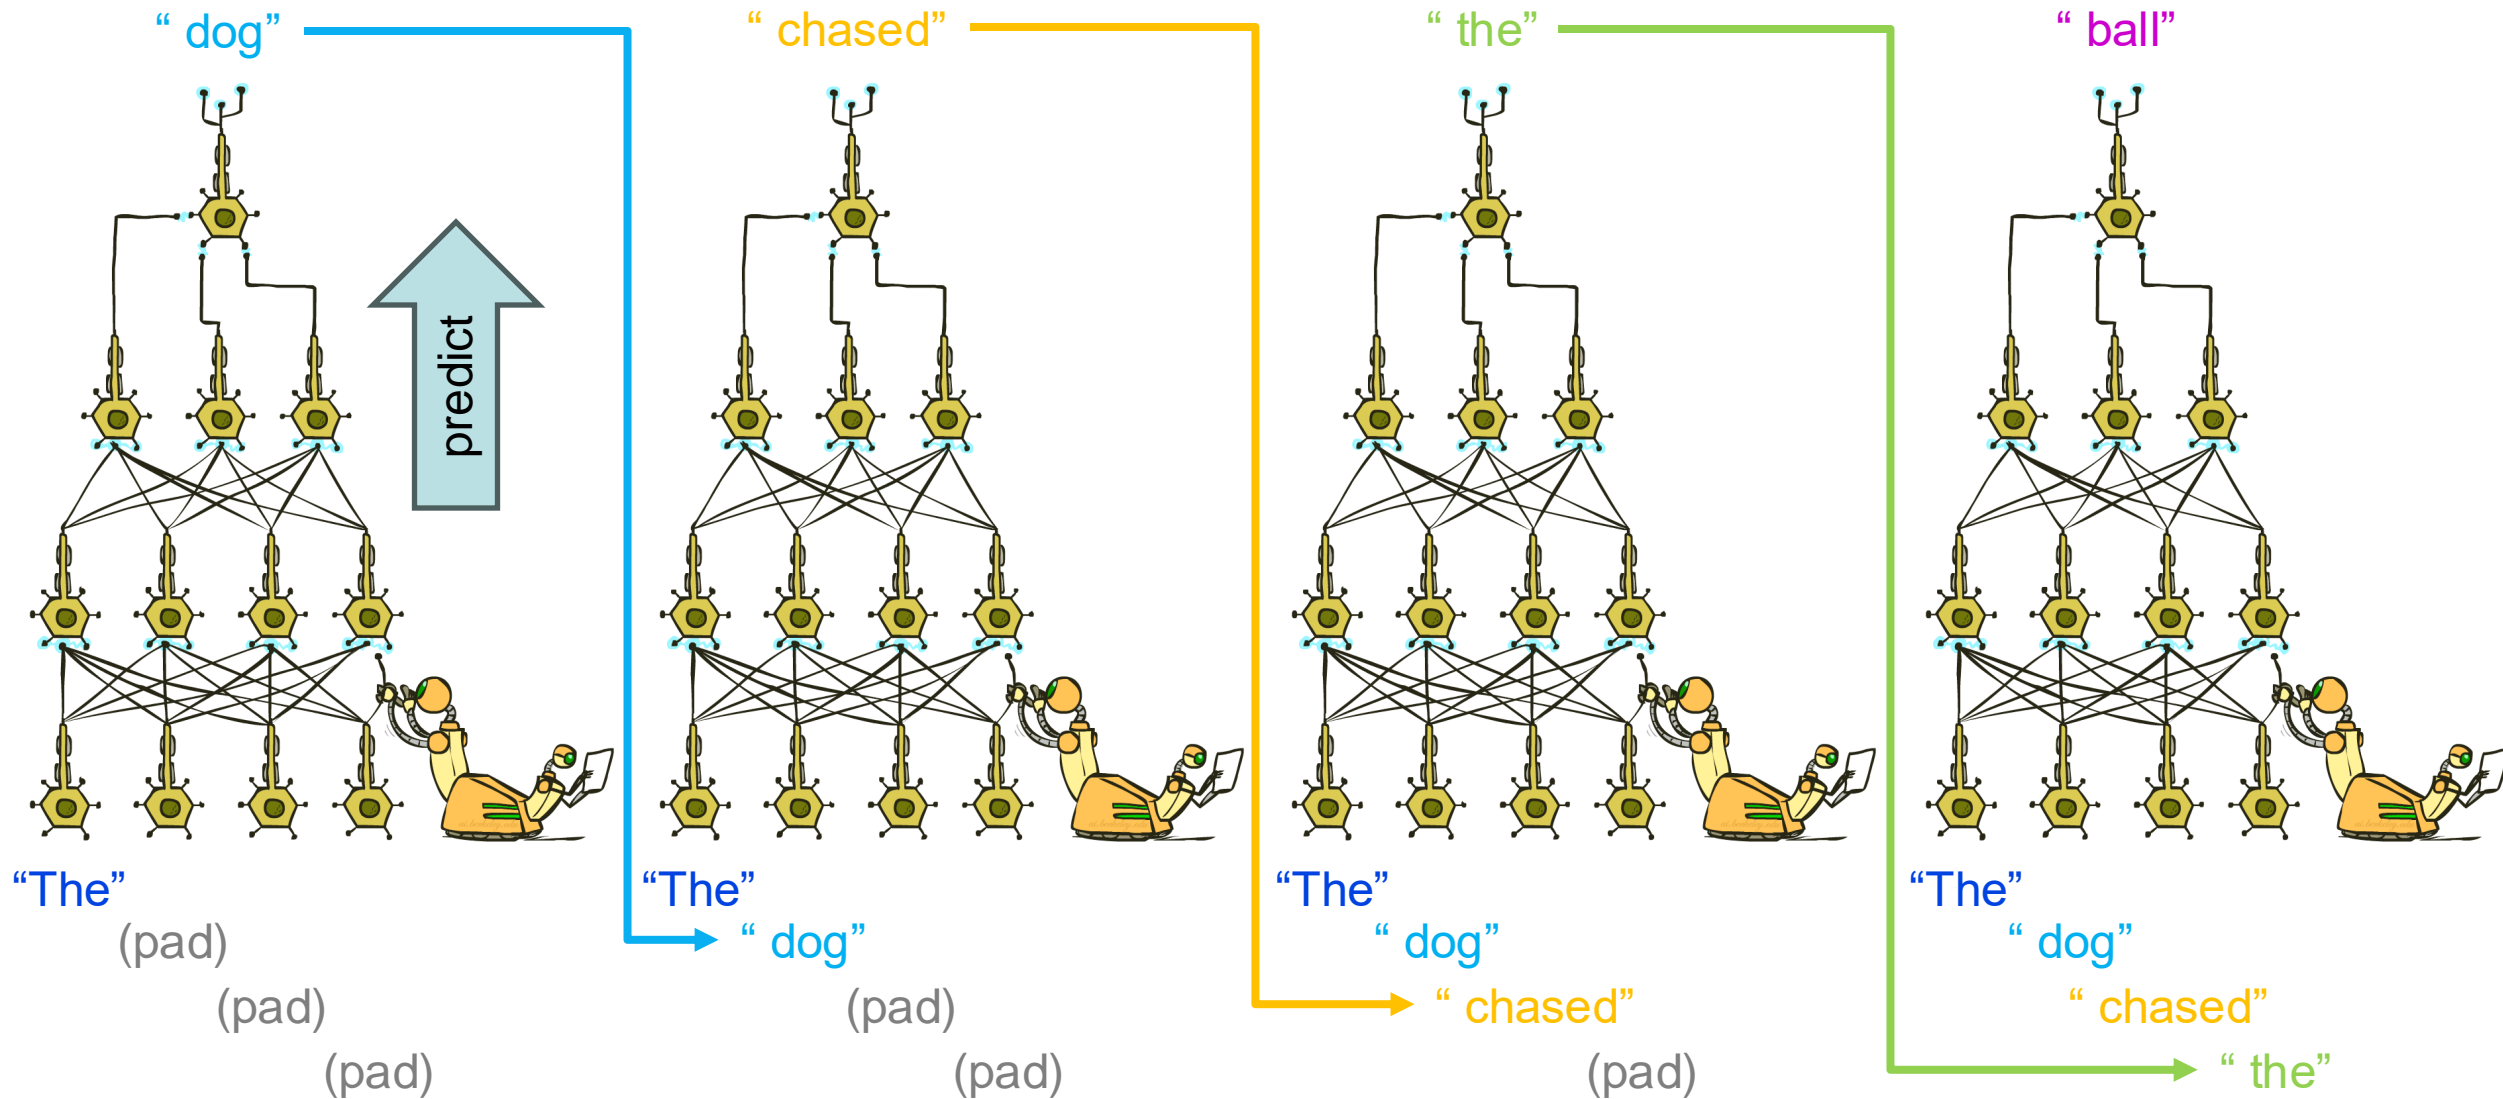 “ dog”
“ chased”
“ the”
“ ball”
predict
“The”
“The”
“The”
“The”
(pad)
“ dog”
“ dog”
“ dog”
(pad)
(pad)
“ chased”
“ chased”
(pad)
(pad)
(pad)
“ the”